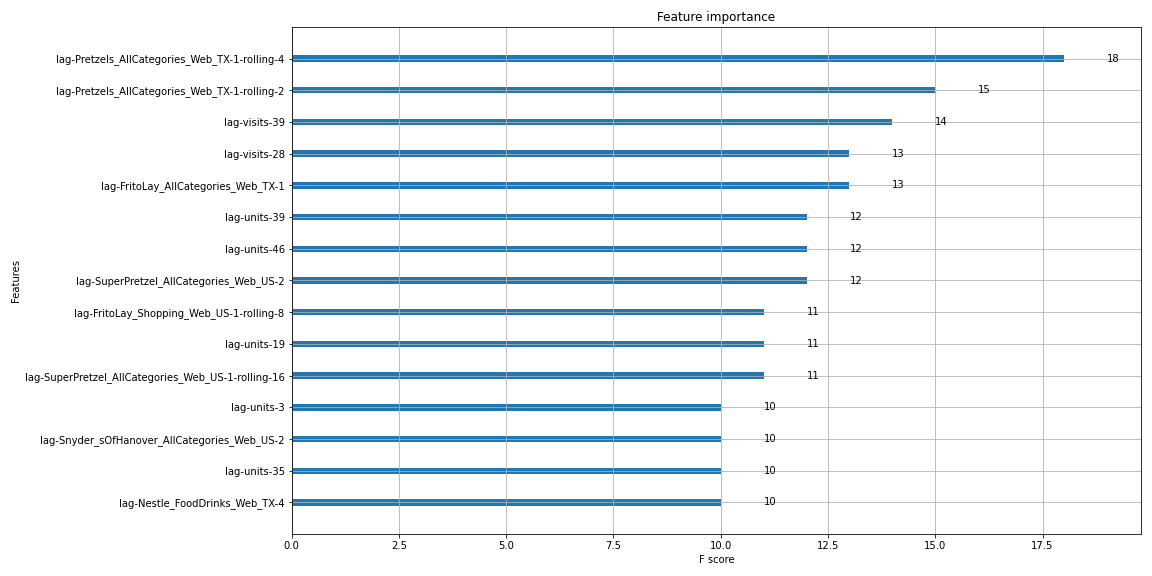 Feature importance
lag-Pretzels_AllCategories_Web_TX-1-rolling-4 18
lag-Pretzels_AllCategories_Web_TX-1-rolling-2 15
lag-visits-39 14
lag-visits-28 13
lag-FritoLay_AllCategories_Web_TX-1 13
lag-units-39 12
lag-units-46 12
lag-SuperPretzel_AllCategories_Web_US-2 12
lag-FritoLay_Shopping_Web_US-1-rolling-8 11
lag-units-19 11
lag-SuperPretzel_AllCategories_Web_US-1-rolling-16 11
lag-units-3 10
lag-Snyder_sOfHanover_AllCategories_Web_US-2 10
lag-units-35 10
lag-Nestle_FoodDrinks_Web_TX-4 10
Features
0.0 2.5 5.0 7.5 10.0 12.5 15.0 17.5
F score